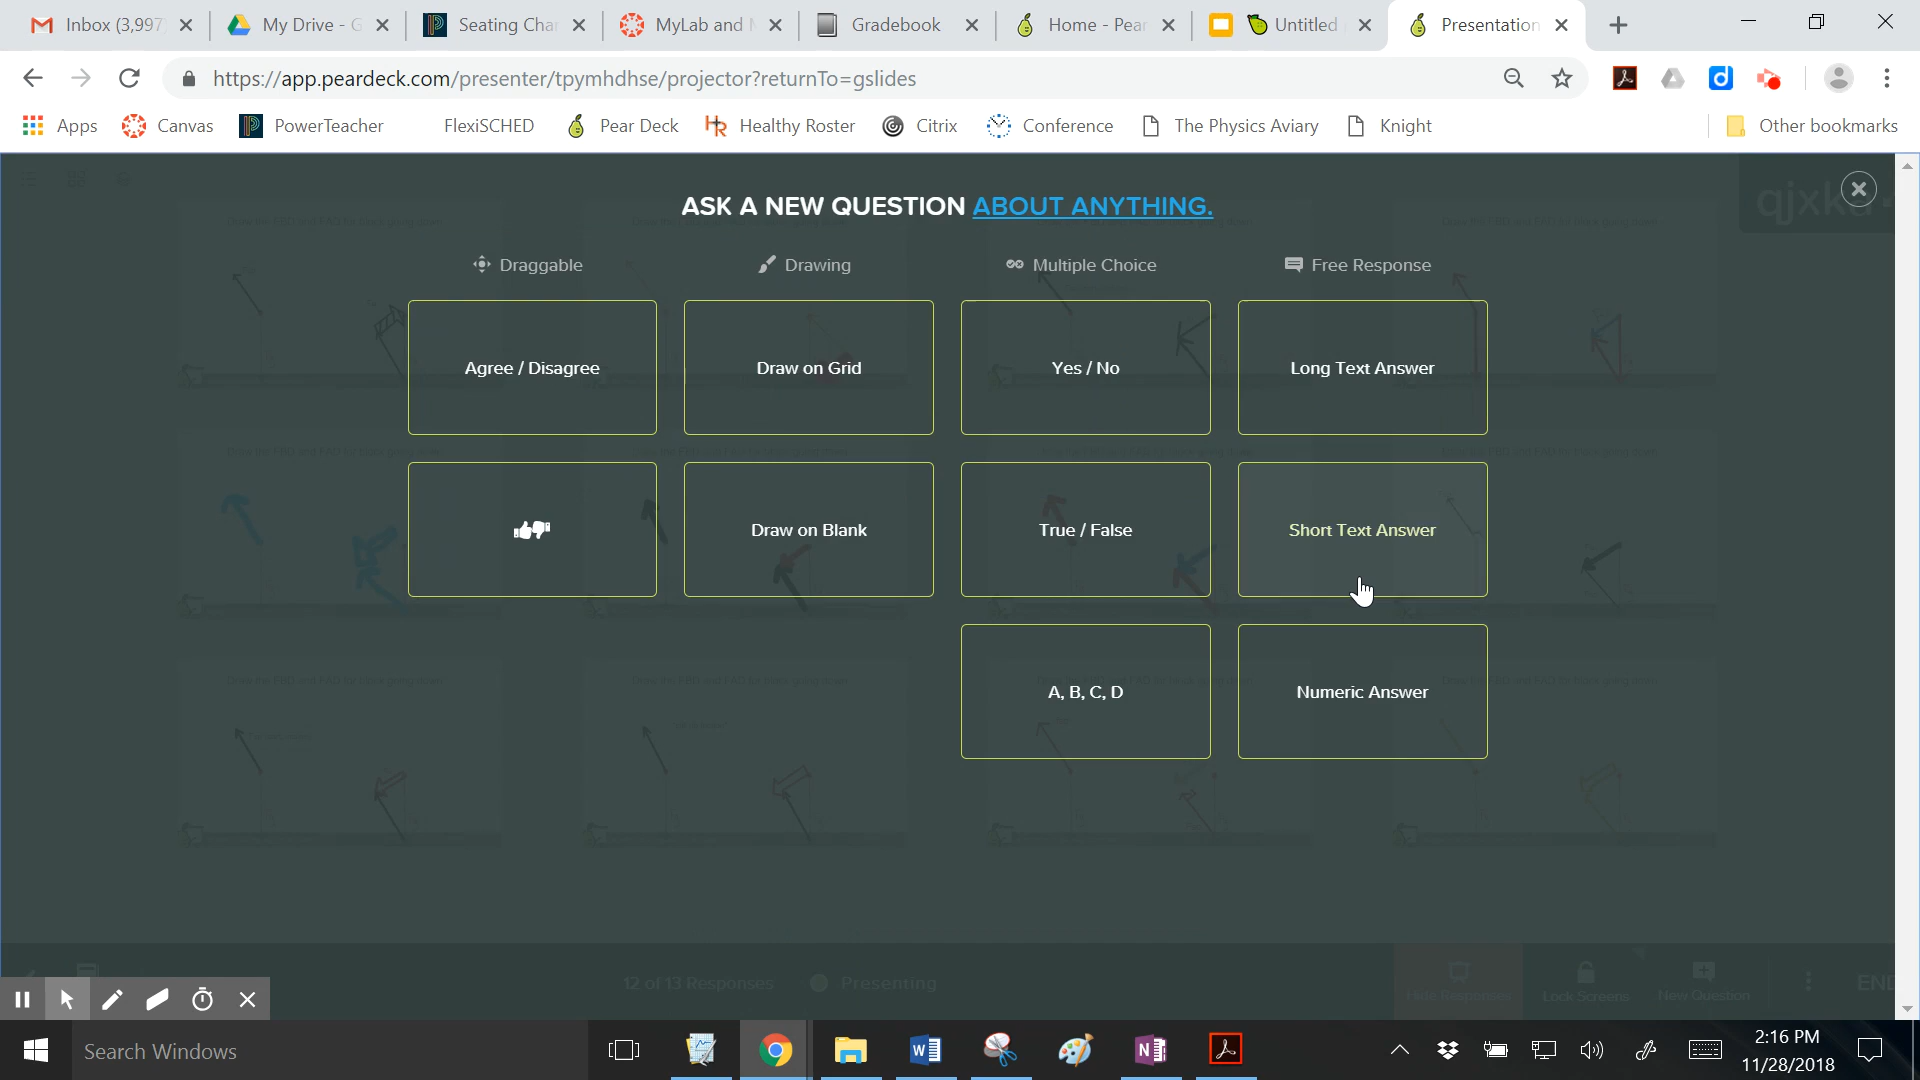 Inbox (3,997
My Drive - G
Seating Char
MyLab and M
Gradebook
Home - Pear
Untitled
Presentation
https://app.peardeck.com/presenter/tpymhdhse/projector?returnTo=gslides
Apps
Canvas
PowerTeacher
FlexiSCHED
Pear Deck
Healthy Roster
Citrix
Conference
The Physics Aviary
Knight
Other bookmarks
ASK A NEW QUESTION ABOUT ANYTHING.
Draggable
Drawing
Multiple Choice
Free Response
Agree / Disagree
Draw on Grid
Yes / No
Long Text Answer
Draw on Blank
True / False
Short Text Answer
A, B, C, D
Numeric Answer
12 of 13 Responses
Presenting
Hide Responses
Lock Screens
New Question
END
Search Windows
2:16 PM
11/28/2018